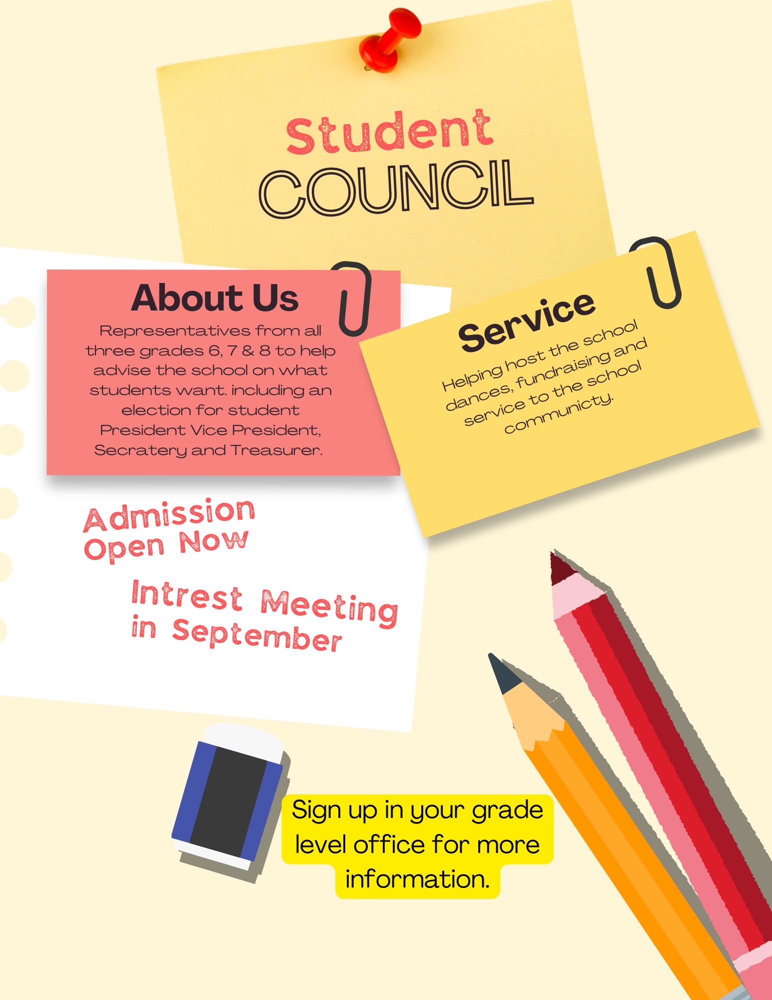 Student
COUNCIL
About Us
Representatives from all
three grades 6, 7 & 8 to help
advise the school on what
students want. including an
election for student
President Vice President,
Secratery and Treasurer.
Service
Helping host the school
dances, fundraising and
service to the school
communicty.
Admission
Open Now
Intrest Meeting
in September
Sign up in your grade
level office for more
information.